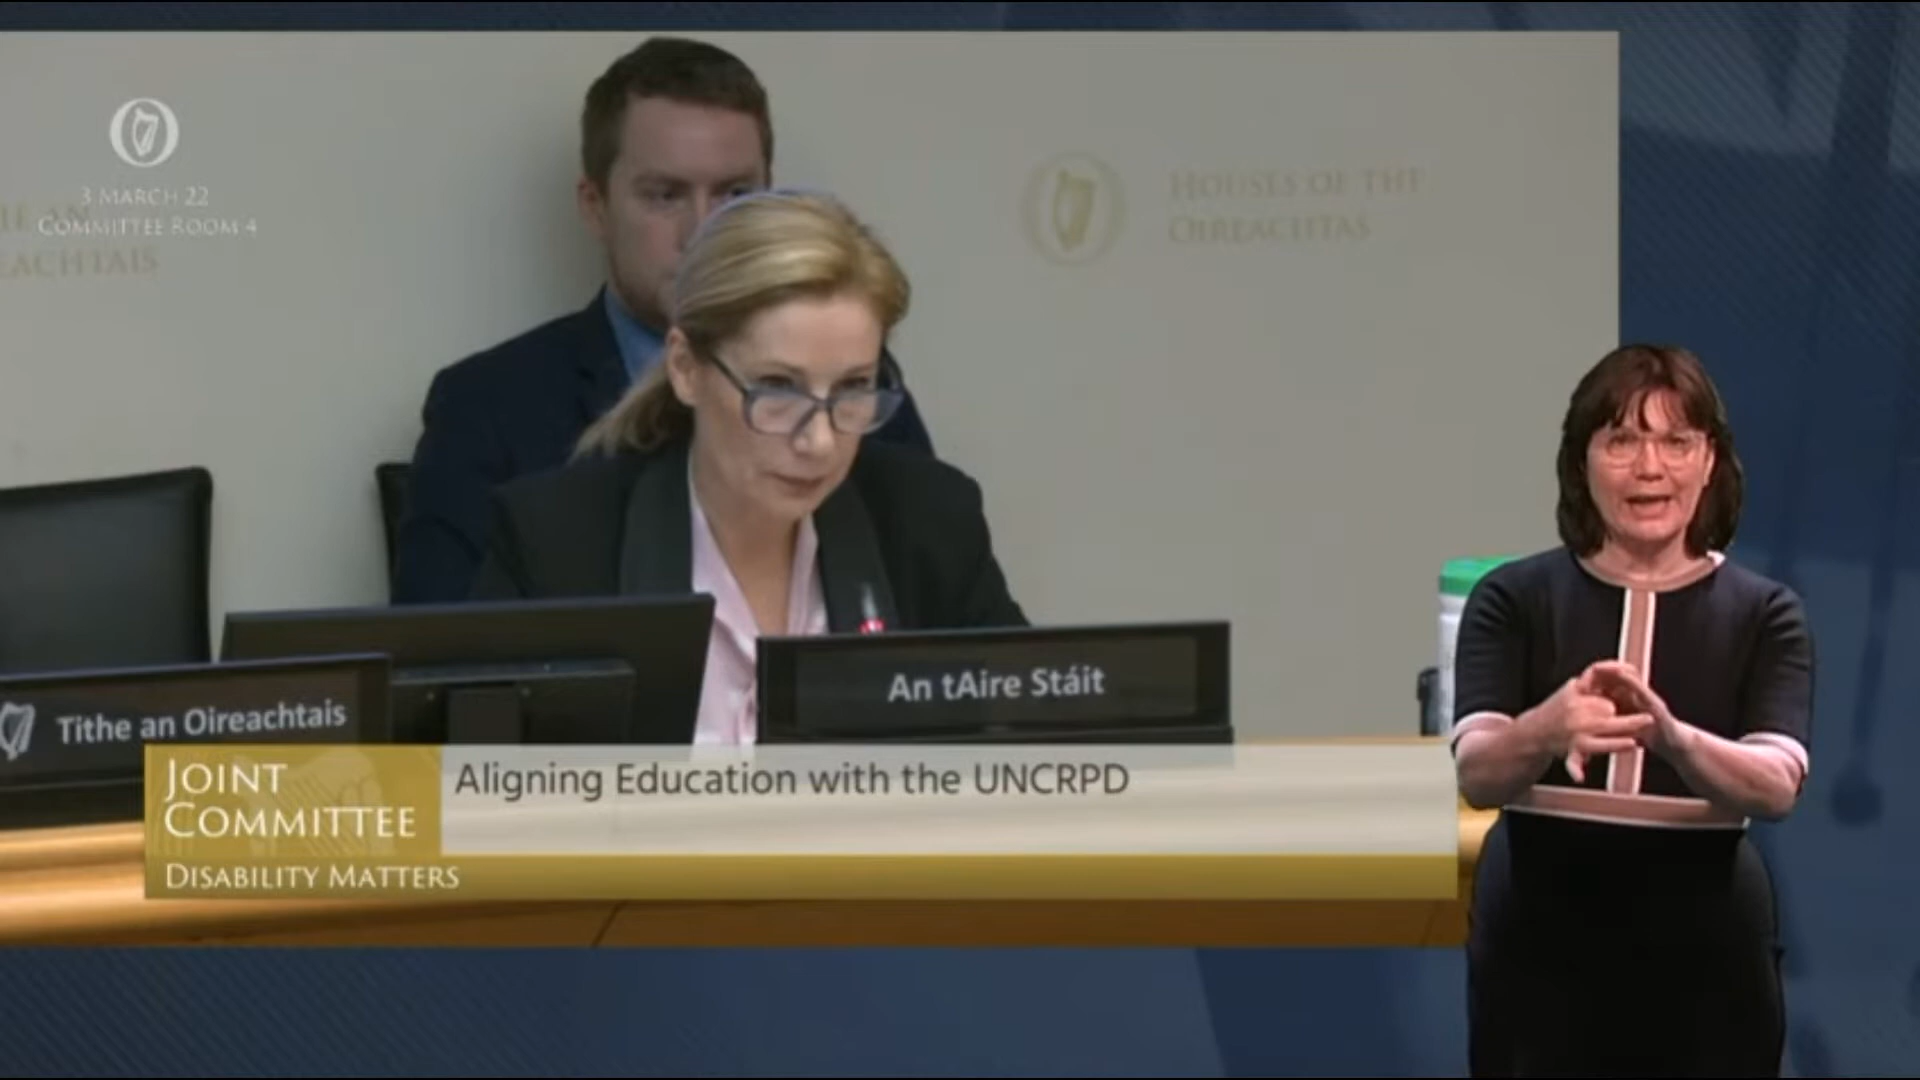 3 MARCH 22
COMMITTEE ROOM 4
HOUSES OF THE
OIREACHTAS
An tAire Stáit
Tithe an Oireachtais
JOINT
COMMITTEE
Aligning Education with the UNCRPD
DISABILITY MATTERS